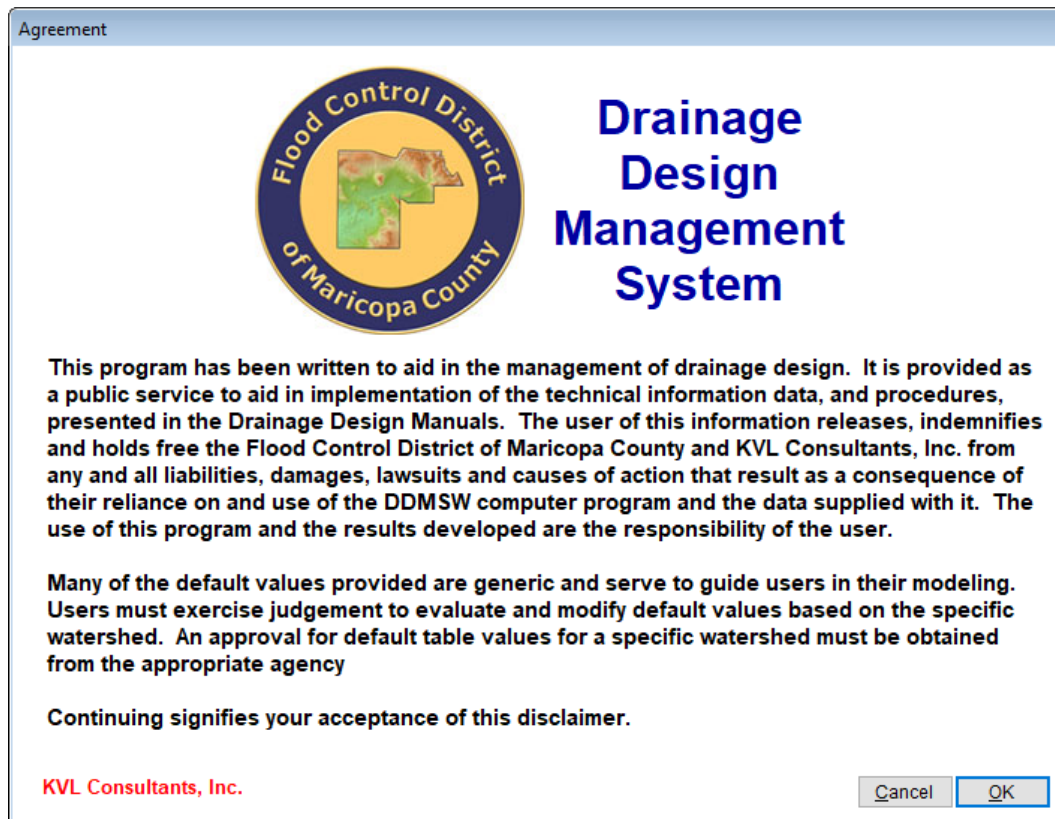 Agreement
Flood Control District
of Maricopa County
Drainage
Design
Management
System
This program has been written to aid in the management of drainage design.  It is provided as
a public service to aid in implementation of the technical information data, and procedures,
presented in the Drainage Design Manuals.  The user of this information releases, indemnifies
and holds free the Flood Control District of Maricopa County and KVL Consultants, Inc. from
any and all liabilities, damages, lawsuits and causes of action that result as a consequence of
their reliance on and use of the DDMSW computer program and the data supplied with it.  The
use of this program and the results developed are the responsibility of the user.
Many of the default values provided are generic and serve to guide users in their modeling.
Users must exercise judgement to evaluate and modify default values based on the specific
watershed.  An approval for default table values for a specific watershed must be obtained
from the appropriate agency
Continuing signifies your acceptance of this disclaimer.
KVL Consultants, Inc.
Cancel
OK